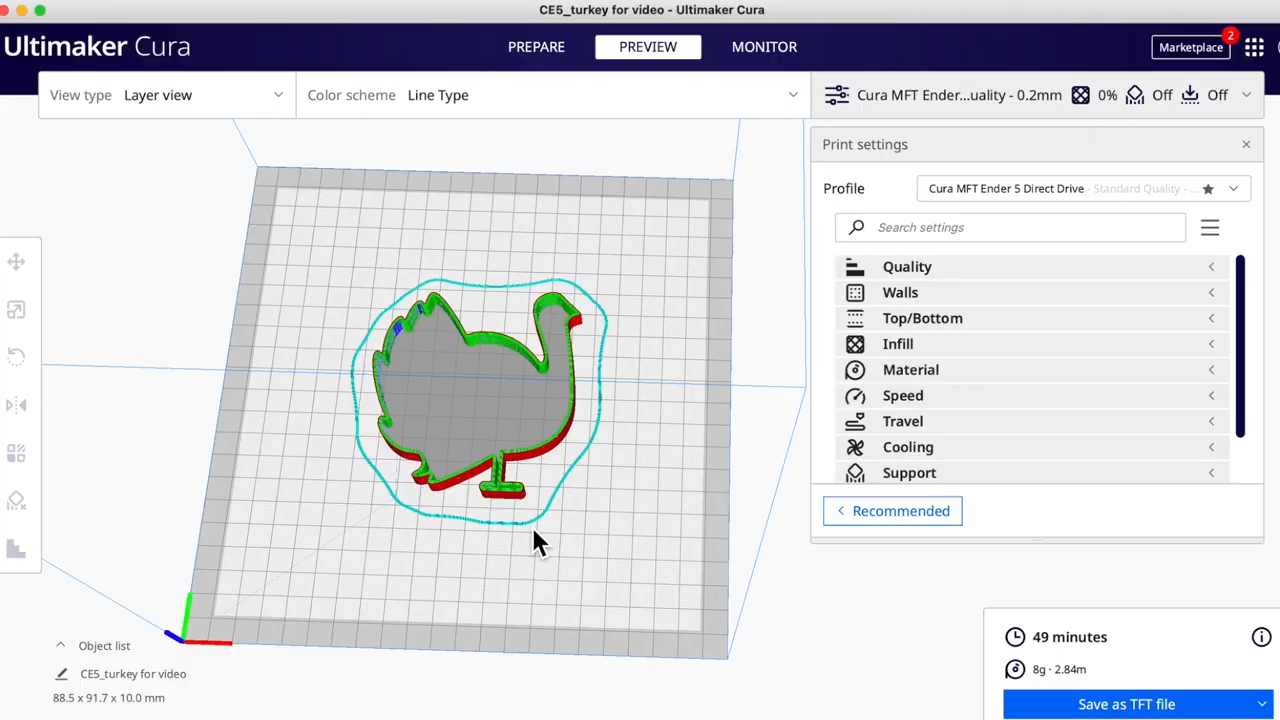 CE5_turkey for video - Ultimaker Cura
Ultimaker Cura
PREPARE
PREVIEW
MONITOR
Marketplace
2
View type Layer view
Color scheme Line Type
Cura MFT Ender...uality - 0.2mm
0%
Off
Off
Print settings
Profile
Cura MFT Ender 5 Direct Drive - Standard Quality - ...
Search settings
Quality
Walls
Top/Bottom
Infill
Material
Speed
Travel
Cooling
Support
Recommended
Object list
CE5_turkey for video
88.5 x 91.7 x 10.0 mm
49 minutes
8g · 2.84m
Save as TFT file